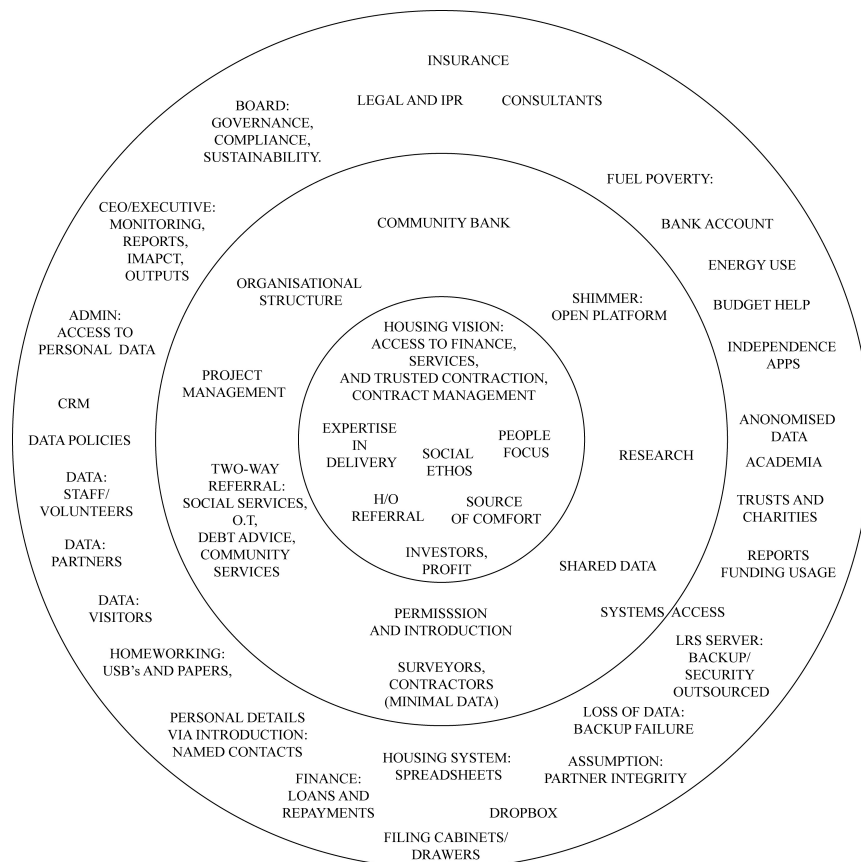 INSURANCE
LEGAL AND IPR
CONSULTANTS
BOARD:
GOVERNANCE,
COMPLIANCE,
SUSTAINABILITY.
FUEL POVERTY:
BANK ACCOUNT
ENERGY USE
BUDGET HELP
INDEPENDENCE
APPS
ANONOMISED
DATA
ACADEMIA
TRUSTS AND
CHARITIES
REPORTS
FUNDING USAGE
SYSTEMS ACCESS
LRS SERVER:
BACKUP/
SECURITY
OUTSOURCED
LOSS OF DATA:
BACKUP FAILURE
ASSUMPTION:
PARTNER INTEGRITY
DROPBOX
HOUSING SYSTEM:
SPREADSHEETS
FILING CABINETS/
DRAWERS
FINANCE:
LOANS AND
REPAYMENTS
PERSONAL DETAILS
VIA INTRODUCTION:
NAMED CONTACTS
HOMEWORKING:
USB's AND PAPERS,
DATA:
VISITORS
DATA:
PARTNERS
DATA:
STAFF/
VOLUNTEERS
DATA POLICIES
CRM
ADMIN:
ACCESS TO
PERSONAL DATA
CEO/EXECUTIVE:
MONITORING,
REPORTS,
IMAPCT,
OUTPUTS
COMMUNITY BANK
ORGANISATIONAL
STRUCTURE
SHIMMER:
OPEN PLATFORM
PROJECT
MANAGEMENT
RESEARCH
TWO-WAY
REFERRAL:
SOCIAL SERVICES,
O.T,
DEBT ADVICE,
COMMUNITY
SERVICES
SHARED DATA
PERMISSSION
AND INTRODUCTION
SURVEYORS,
CONTRACTORS
(MINIMAL DATA)
HOUSING VISION:
ACCESS TO FINANCE,
SERVICES,
AND TRUSTED CONTRACTION,
CONTRACT MANAGEMENT
EXPERTISE
IN
DELIVERY
SOCIAL
ETHOS
PEOPLE
FOCUS
H/O
REFERRAL
SOURCE
OF COMFORT
INVESTORS,
PROFIT